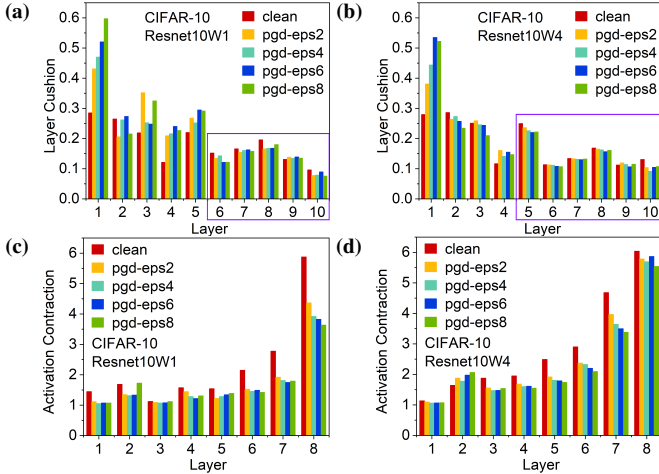 (a)
CIFAR-10
Resnet10W1
clean
pgd-eps2
pgd-eps4
pgd-eps6
pgd-eps8
Layer Cushion
0.6
0.5
0.4
0.3
0.2
0.1
0.0
1 2 3 4 5 6 7 8 9 10
Layer
(b)
CIFAR-10
Resnet10W4
clean
pgd-eps2
pgd-eps4
pgd-eps6
pgd-eps8
Layer Cushion
0.6
0.5
0.4
0.3
0.2
0.1
0.0
1 2 3 4 5 6 7 8 9 10
Layer
(c)
clean
pgd-eps2
pgd-eps4
pgd-eps6
pgd-eps8
CIFAR-10
Resnet10W1
Activation Contraction
6
5
4
3
2
1
0
1 2 3 4 5 6 7 8
Layer
(d)
clean
pgd-eps2
pgd-eps4
pgd-eps6
pgd-eps8
CIFAR-10
Resnet10W4
Activation Contraction
6
5
4
3
2
1
0
1 2 3 4 5 6 7 8
Layer